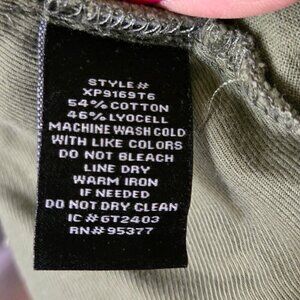 STYLE#
XP9169T6
54%COTTON
46%LYOCELL
MACHINE WASH COLD
WITH LIKE COLORS
DO NOT BLEACH
LINE DRY
WARM IRON
IF NEEDED
DO NOT DRY CLEAN
IC#6T2403
RN#95377